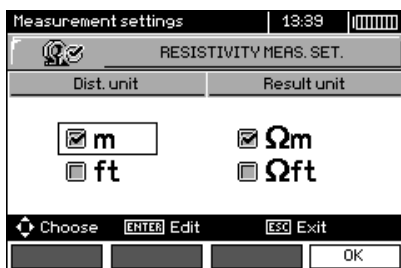 Measurement settings 13:39
RESISTIVITY MEAS. SET.
Dist. unit Result unit
m Ωm
ft Ωft
Choose ENTER Edit ESC Exit
OK